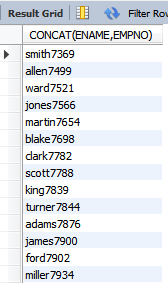 Result Grid Filter Row
CONCAT(ENAME,EMPNO)
smith7369
allen7499
ward7521
jones7566
martin7654
blake7698
clark7782
scott7788
king7839
turner7844
adams7876
james7900
ford7902
miller7934